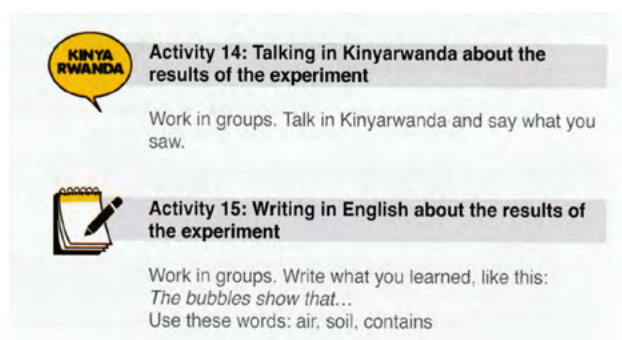 KINYA
RWANDA
Activity 14: Talking in Kinyarwanda about the
results of the experiment
Work in groups. Talk in Kinyarwanda and say what you
saw.
Activity 15: Writing in English about the results of
the experiment
Work in groups. Write what you learned, like this:
The bubbles show that...
Use these words: air, soil, contains